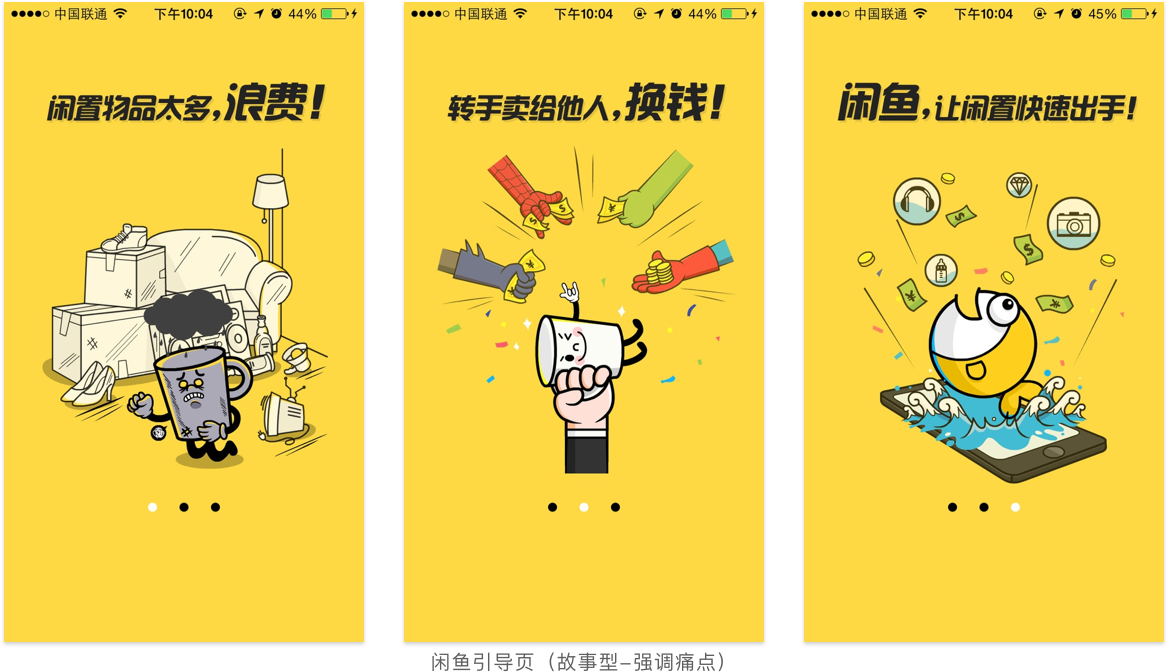 中国联通 下午10:04 44%
闲置物品太多,浪费!
中国联通 下午10:04 44%
转手卖给他人,换钱!
$ $ ¥
¥ ¥
中国联通 下午10:04 45%
闲鱼,让闲置快速出手!
$
$
¥ ¥
闲鱼引导页（故事型-强调痛点）